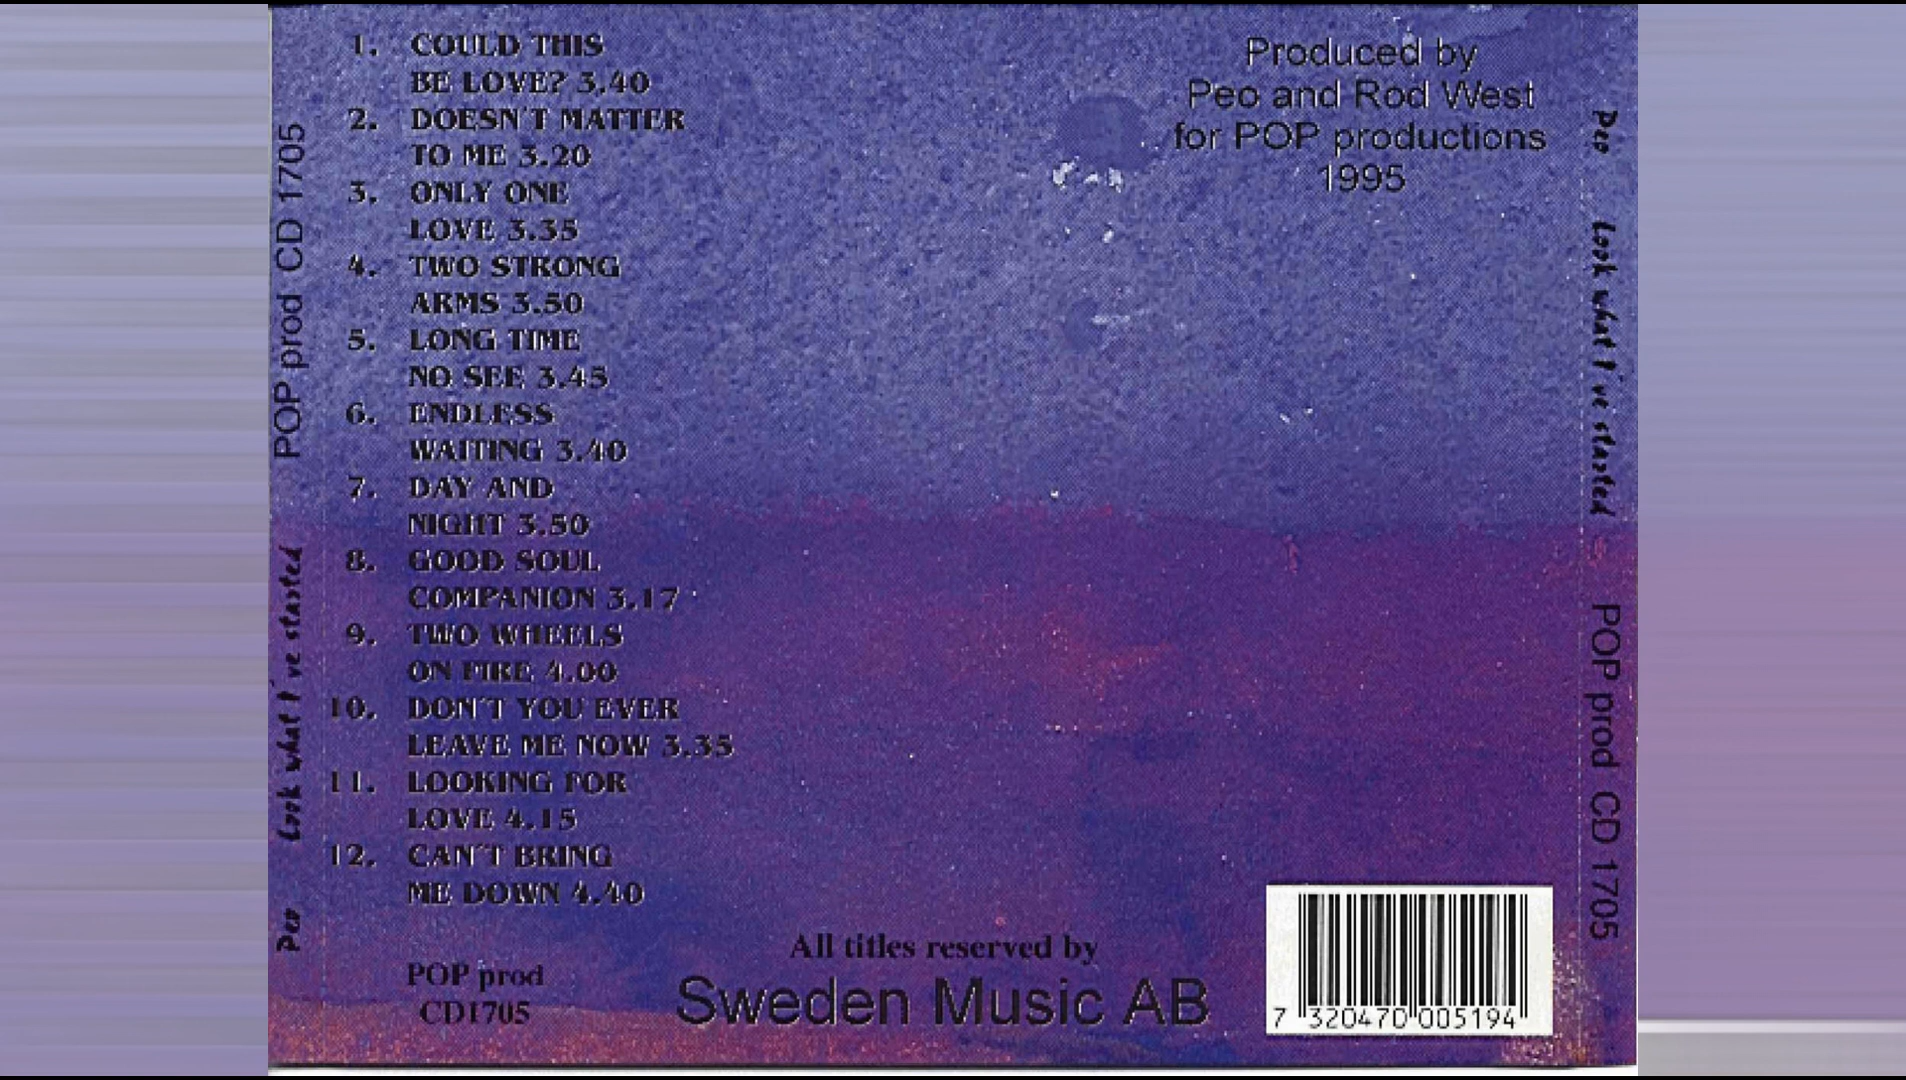 1. COULD THIS
BE LOVE? 3.40
2. DOESN´T MATTER
TO ME 3.20
3. ONLY ONE
LOVE 3.35
4. TWO STRONG
ARMS 3.50
5. LONG TIME
NO SEE 3.45
6. ENDLESS
WAITING 3.40
7. DAY AND
NIGHT 3.50
8. GOOD SOUL
COMPANION 3.17
9. TWO WHEELS
ON FIRE 4.00
10. DON´T YOU EVER
LEAVE ME NOW 3.35
11. LOOKING FOR
LOVE 4.15
12. CAN´T BRING
ME DOWN 4.40
POP prod
CD1705
Produced by
Peo and Rod West
for POP productions
1995
All titles reserved by
Sweden Music AB
7 320470 005194
Peo Look what I´ve started POP prod CD 1705
Peo Look what I´ve started POP prod CD 1705